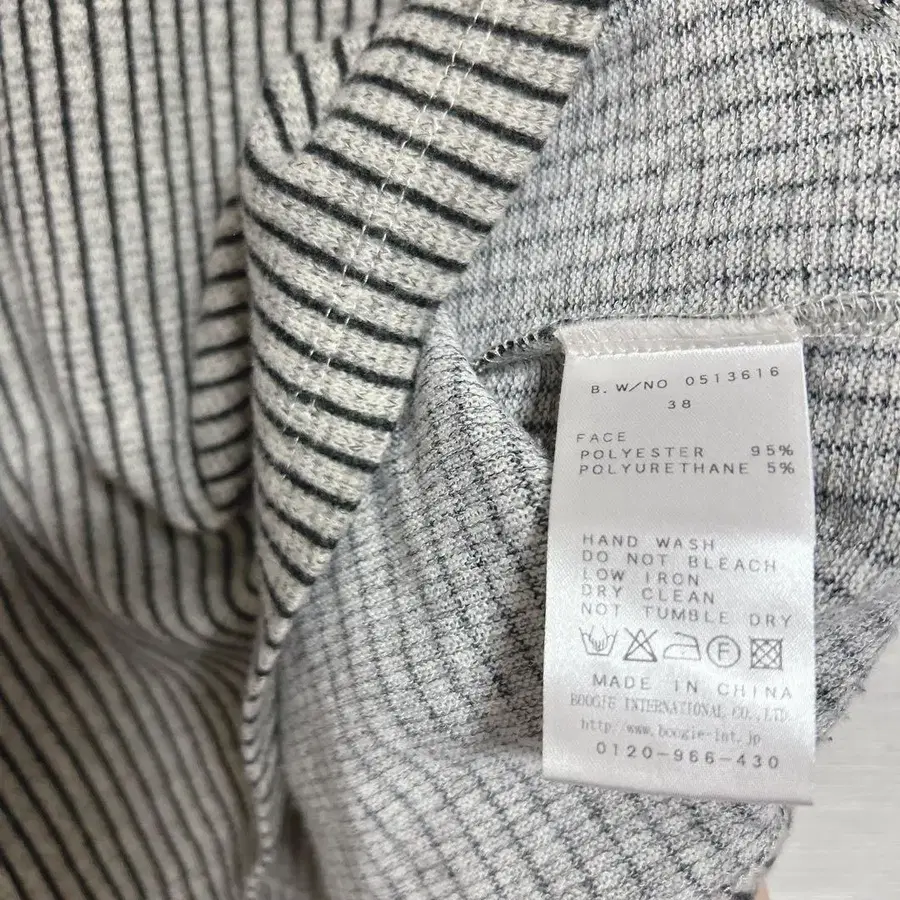 B. W/NO 0513616
38
FACE
POLYESTER 95%
POLYURETHANE 5%
HAND WASH
DO NOT BLEACH
LOW IRON
DRY CLEAN
NOT TUMBLE DRY
F
MADE IN CHINA
BOOGIE INTERNATIONAL CO., LTD.
http://www.boogie-int.jp
0120-966-430